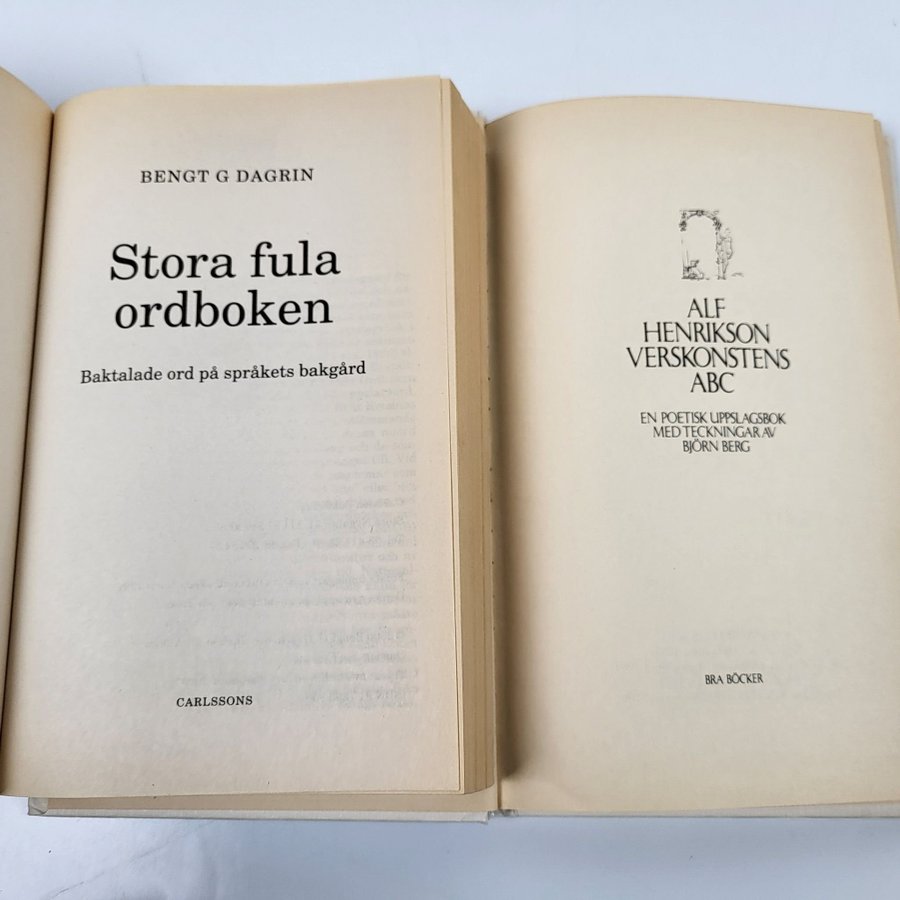 BENGT G DAGRIN
Stora fula
ordboken
Baktalade ord på språkets bakgård
CARLSSONS
ALF
HENRIKSON
VERSKONSTENS
ABC
EN POETISK UPPSLAGSBOK
MED TECKNINGAR AV
BJÖRN BERG
BRA BÖCKER